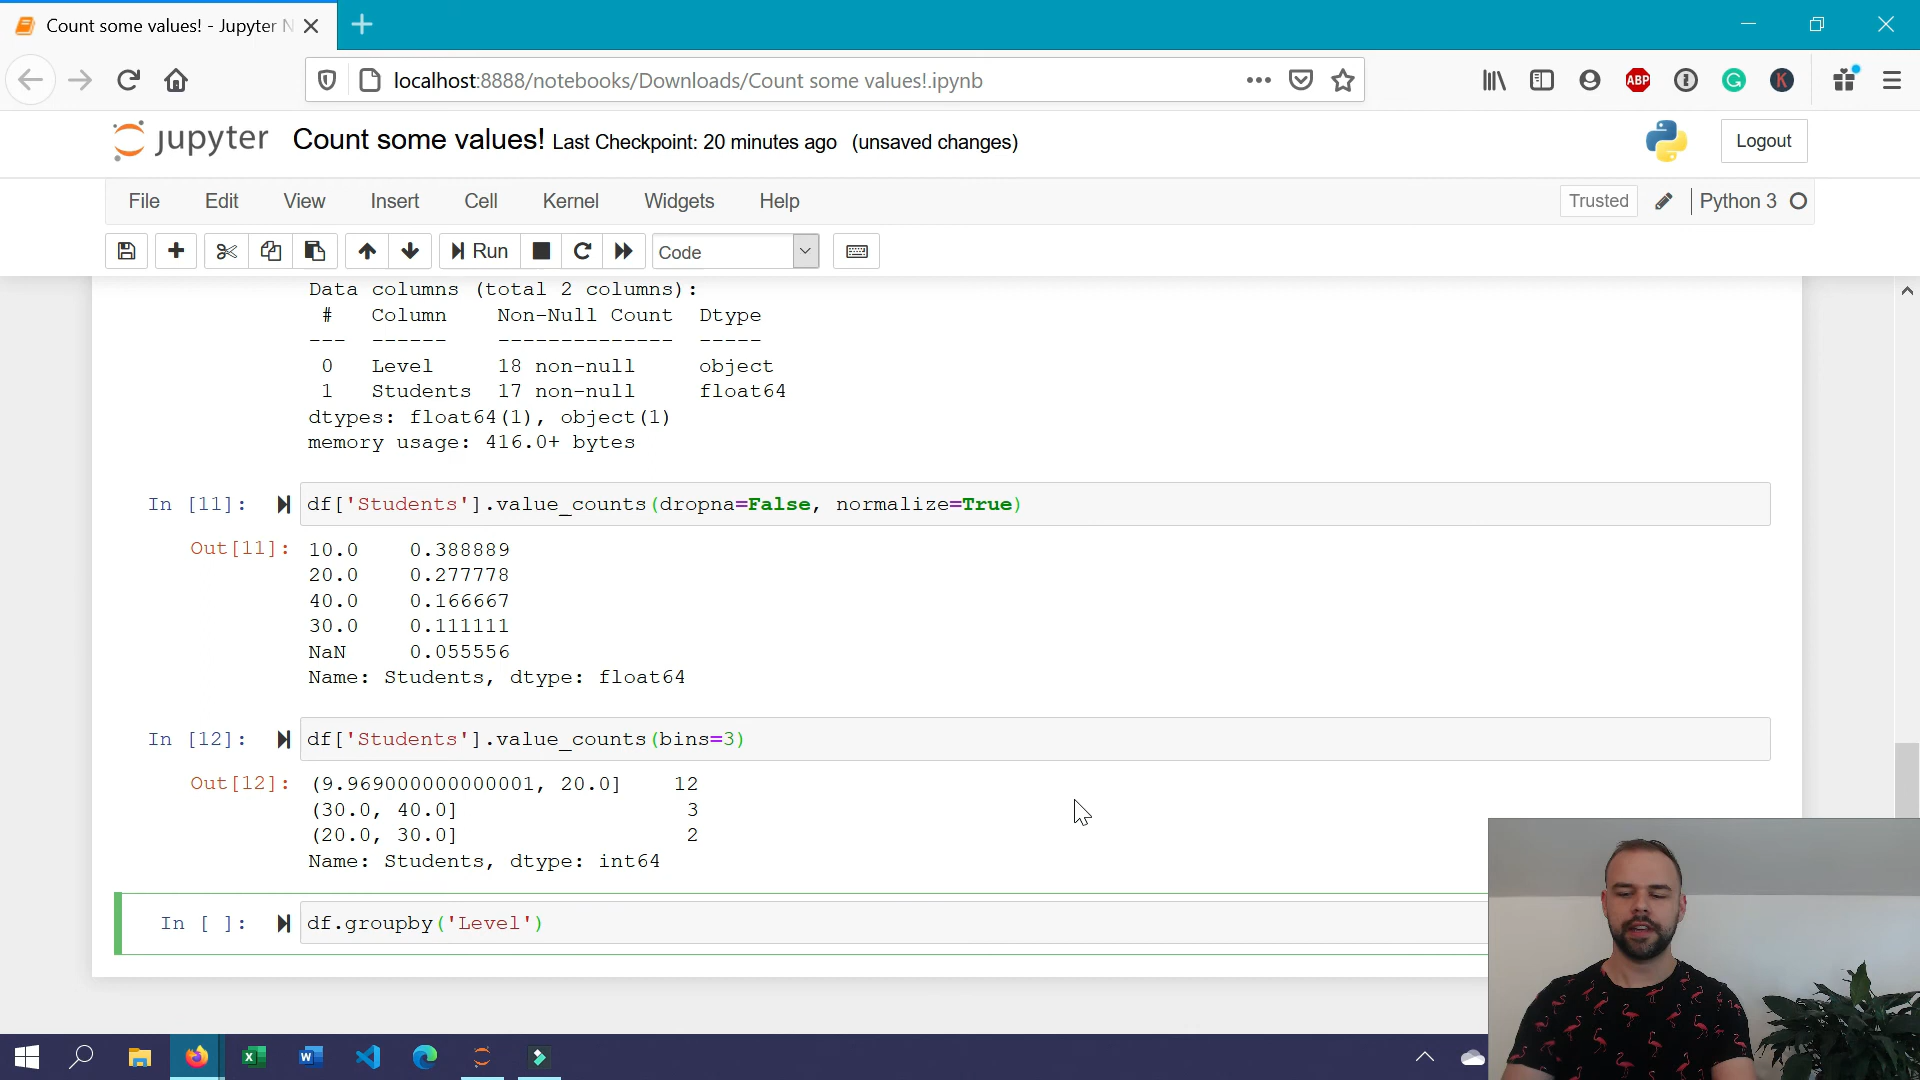 Count some values! - Jupyter N
localhost:8888/notebooks/Downloads/Count some values!.ipynb
ABP
K
jupyter Count some values! Last Checkpoint: 20 minutes ago (unsaved changes)
Logout
File Edit View Insert Cell Kernel Widgets Help
Trusted Python 3
Run
Code
Data columns (total 2 columns):
# Column Non-Null Count Dtype
--- ------ -------------- -----
0 Level 18 non-null object
1 Students 17 non-null float64
dtypes: float64(1), object(1)
memory usage: 416.0+ bytes
In [11]: df['Students'].value_counts(dropna=False, normalize=True)
Out[11]: 10.0 0.388889
20.0 0.277778
40.0 0.166667
30.0 0.111111
NaN 0.055556
Name: Students, dtype: float64
In [12]: df['Students'].value_counts(bins=3)
Out[12]: (9.969000000000001, 20.0] 12
(30.0, 40.0] 3
(20.0, 30.0] 2
Name: Students, dtype: int64
In [ ]: df.groupby('Level')